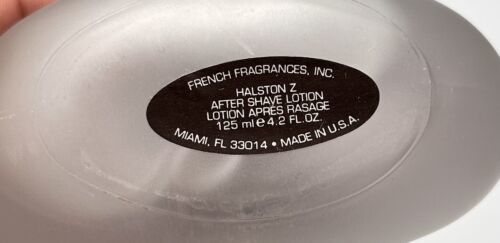 FRENCH FRAGRANCES, INC.
HALSTON Z
AFTER SHAVE LOTION
LOTION APRÉS RASAGE
125 ml ℮ 4.2 FL.OZ.
MIAMI, FL 33014 • MADE IN U.S.A.